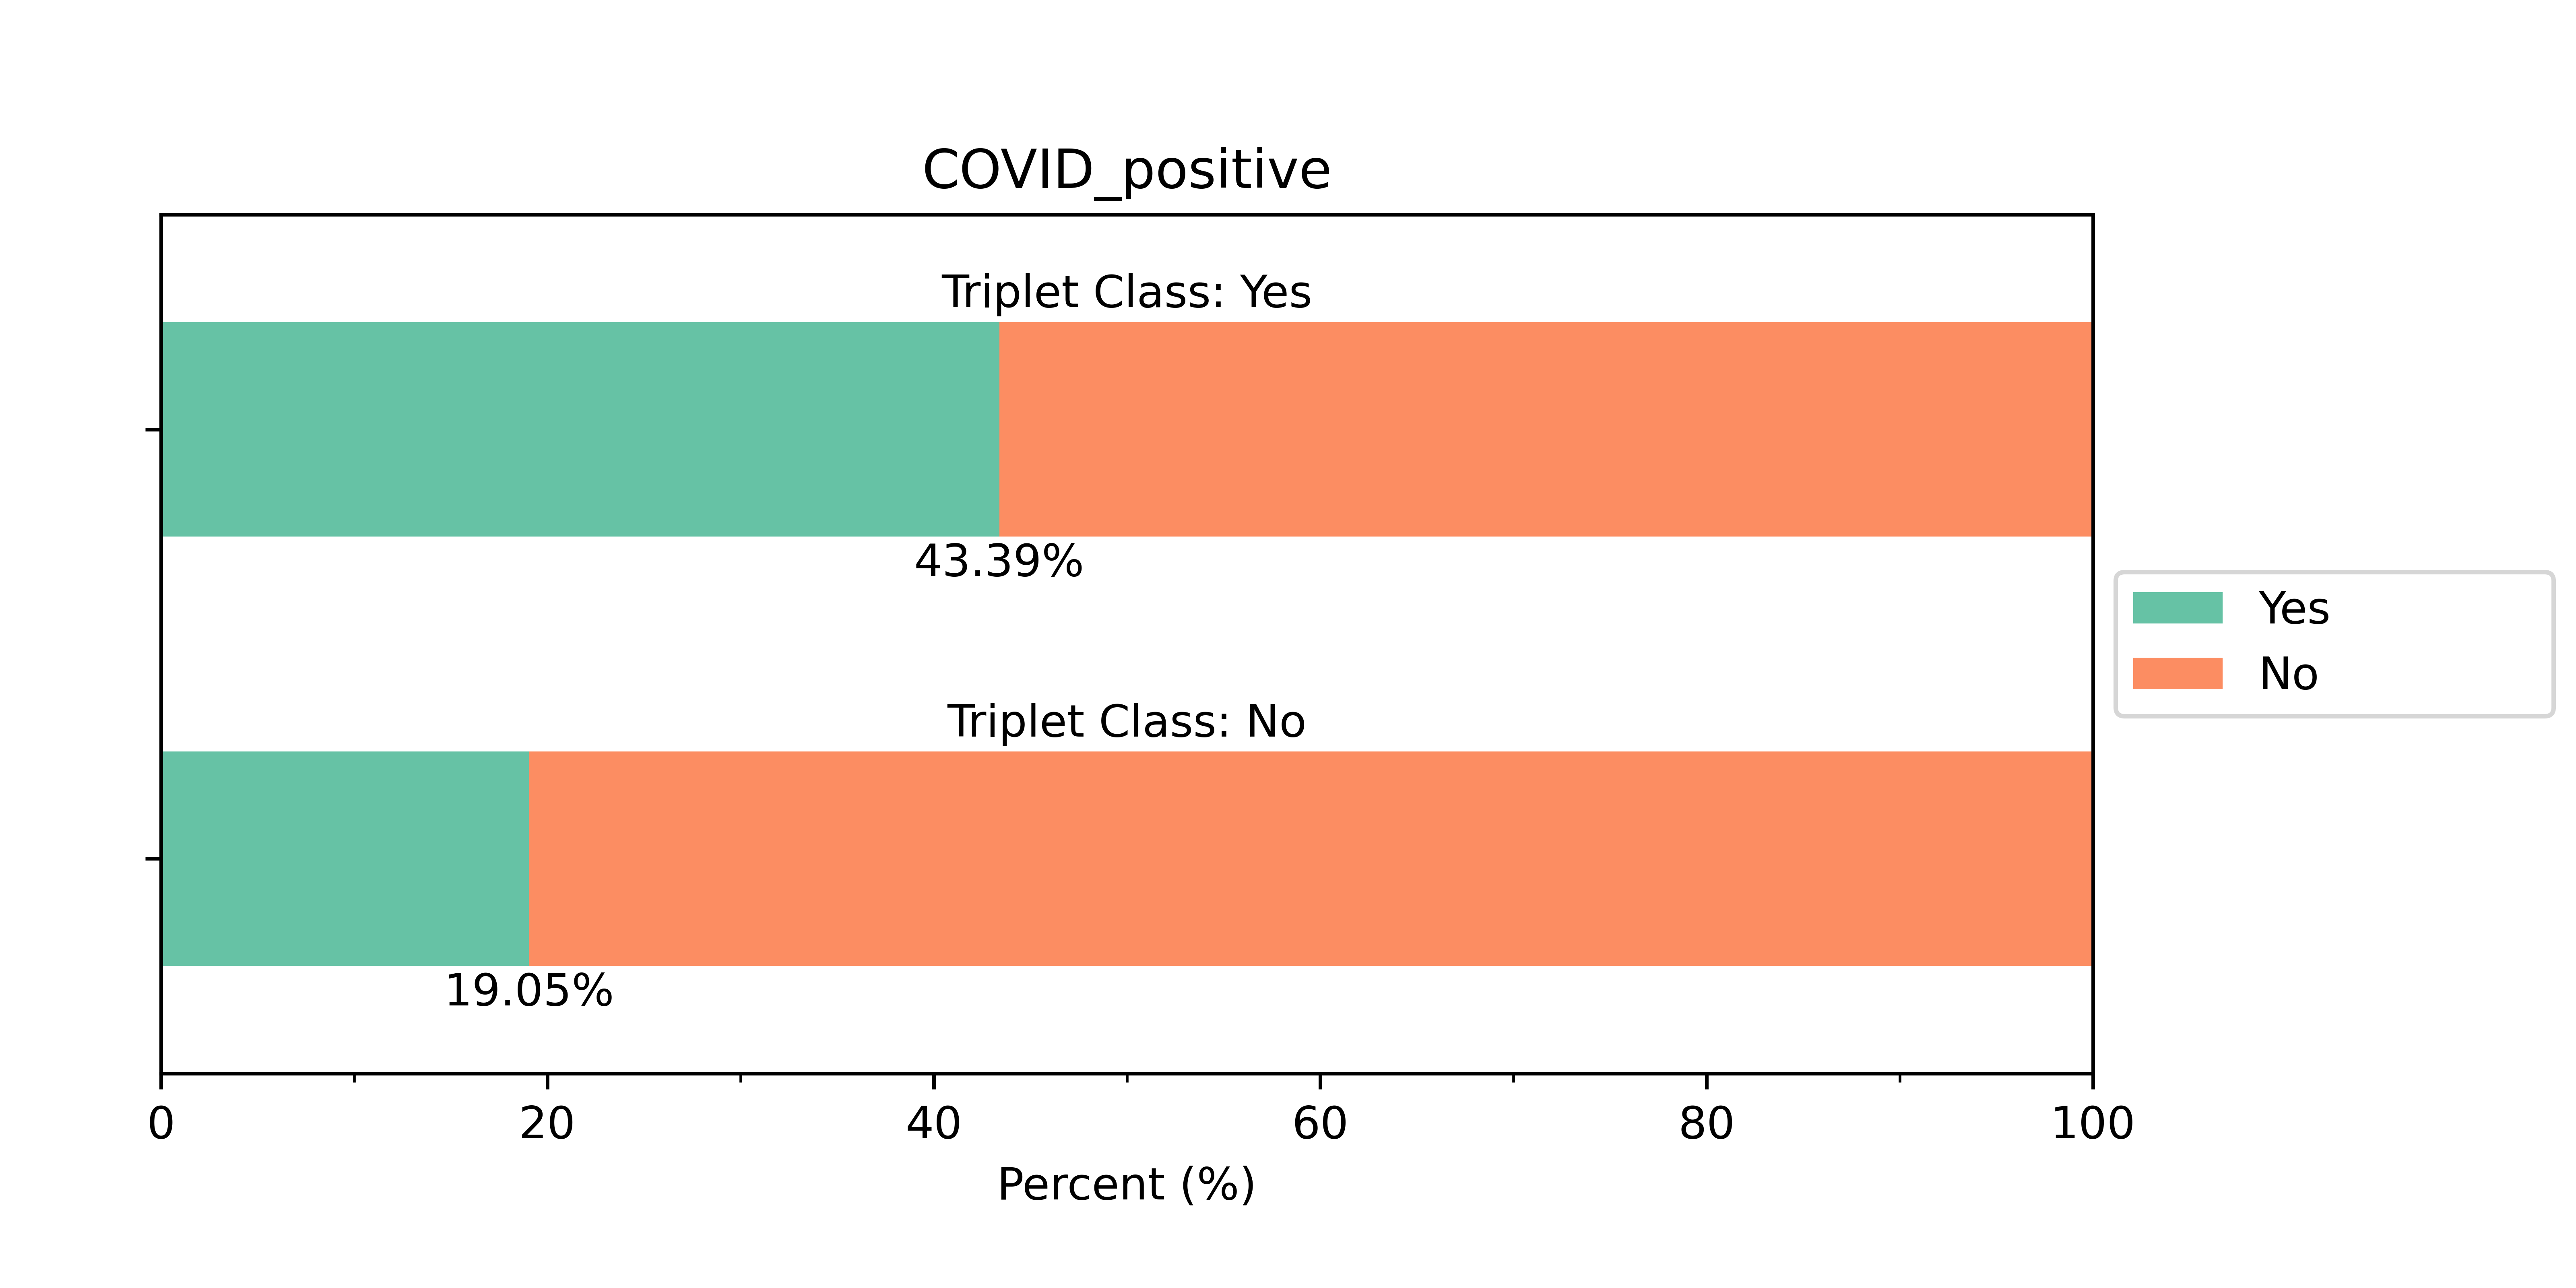 COVID_positive
Triplet Class: Yes
43.39%
Yes
No
Triplet Class: No
19.05%
0 20 40 60 80 100
Percent (%)